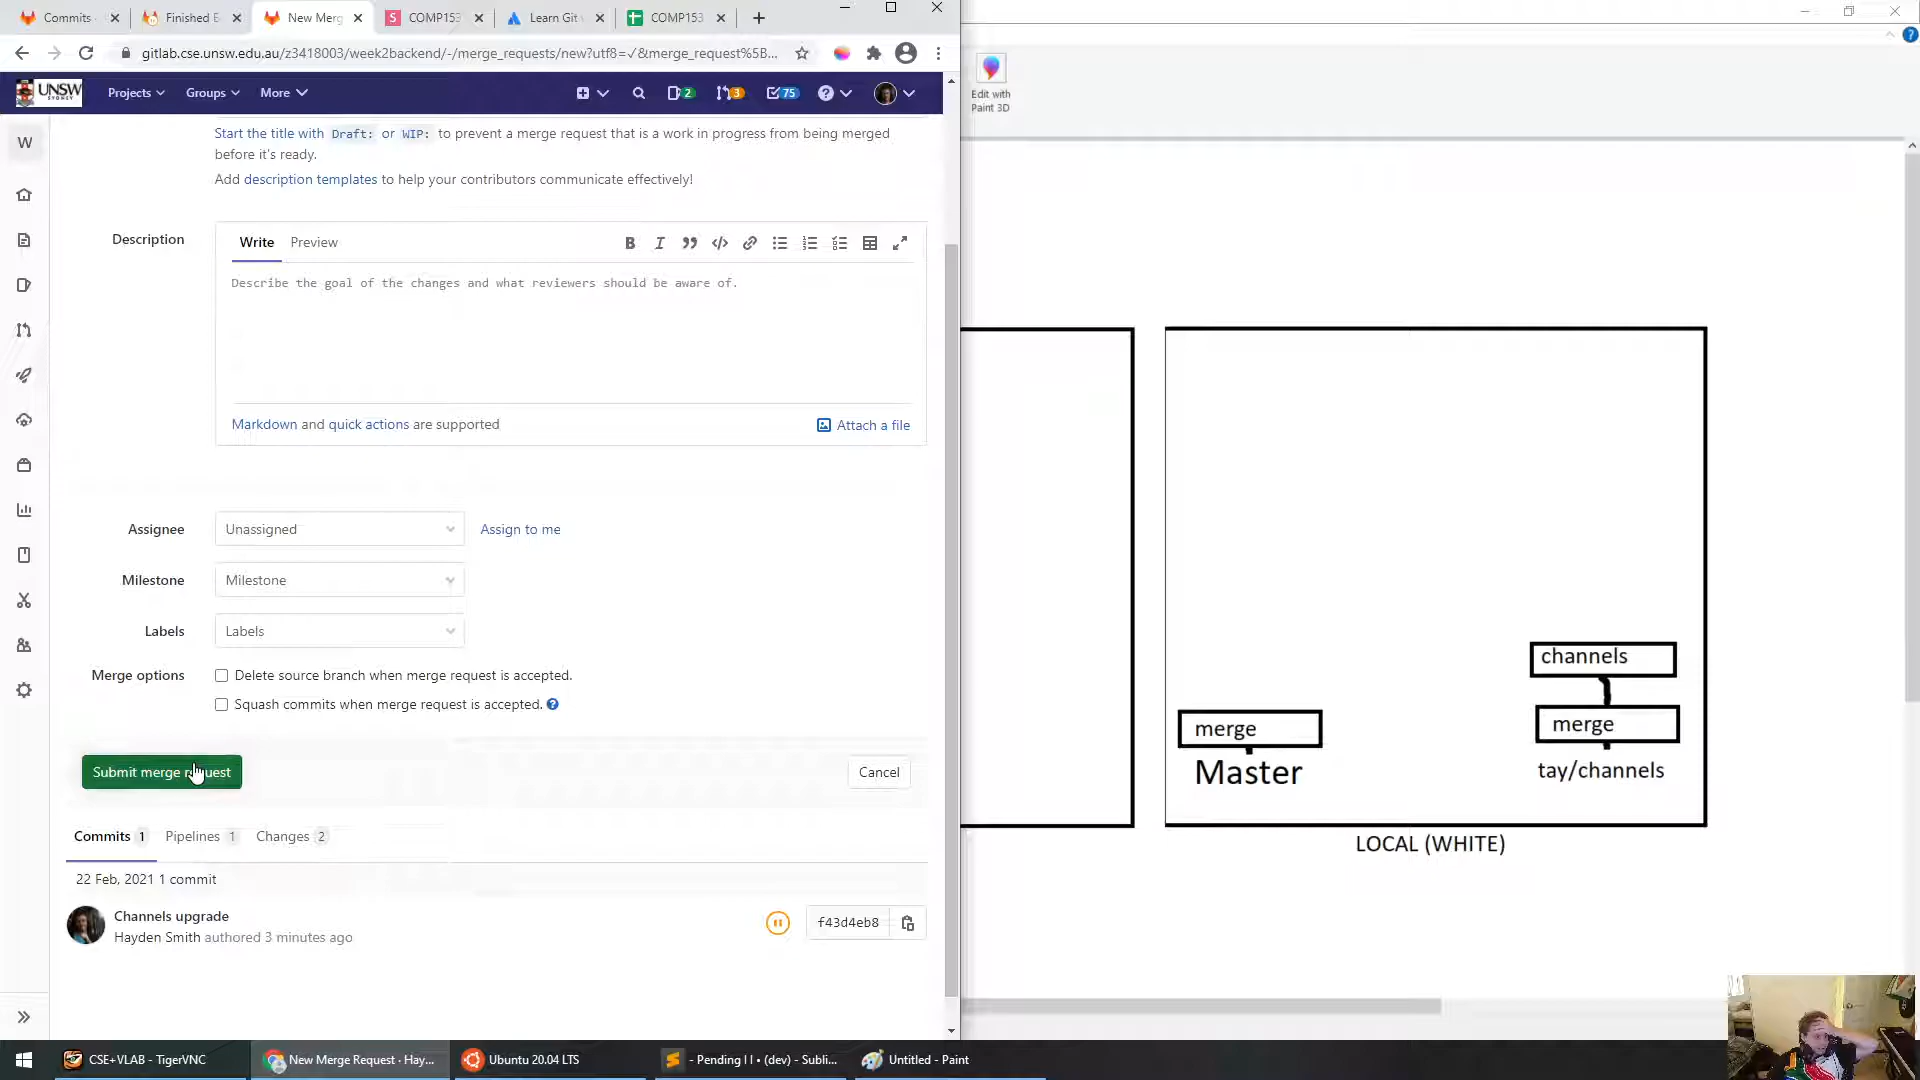 Commits
Finished E
New Merg
COMP153
Learn Git
COMP153
gitlab.cse.unsw.edu.au/z3418003/week2backend/-/merge_requests/new?utf8=✓&merge_request%5B...
UNSW
SYDNEY
Projects
Groups
More
2
3
75
Edit with
Paint 3D
W
Start the title with Draft: or WIP: to prevent a merge request that is a work in progress from being merged
before it's ready.
Add description templates to help your contributors communicate effectively!
Description
Write
Preview
Describe the goal of the changes and what reviewers should be aware of.
Markdown and quick actions are supported
Attach a file
Assignee
Unassigned
Assign to me
Milestone
Milestone
Labels
Labels
Merge options
Delete source branch when merge request is accepted.
Squash commits when merge request is accepted.
Submit merge request
Cancel
Commits 1
Pipelines 1
Changes 2
22 Feb, 2021 1 commit
Channels upgrade
Hayden Smith authored 3 minutes ago
f43d4eb8
channels
merge
tay/channels
merge
Master
LOCAL (WHITE)
CSE+VLAB - TigerVNC
New Merge Request · Hay...
Ubuntu 20.04 LTS
- Pending I I • (dev) - Subli...
Untitled - Paint